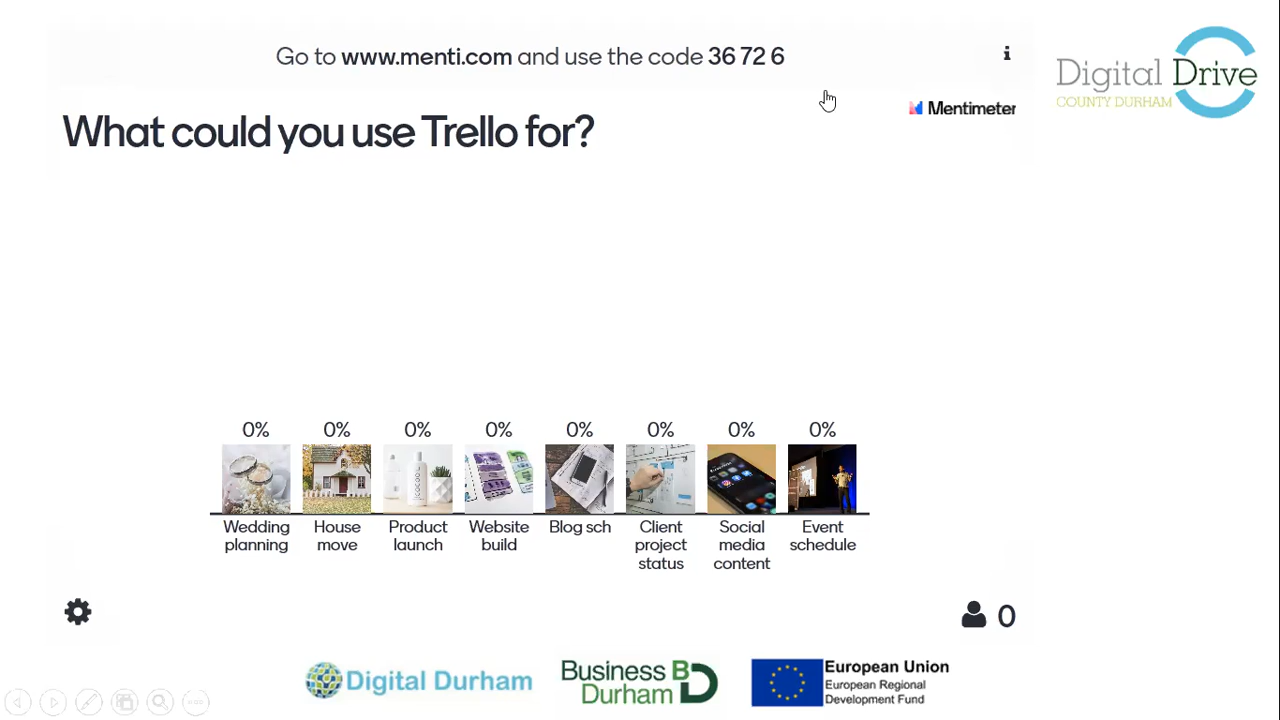 Go to www.menti.com and use the code 36 72 6
i
Digital Drive
COUNTY DURHAM
Mentimeter
What could you use Trello for?
0% 0% 0% 0% 0% 0% 0% 0%
Wedding planning
House move
Product launch
Website build
Blog sch
Client project status
Social media content
Event schedule
0
Digital Durham
Business Durham BD
European Union
European Regional
Development Fund